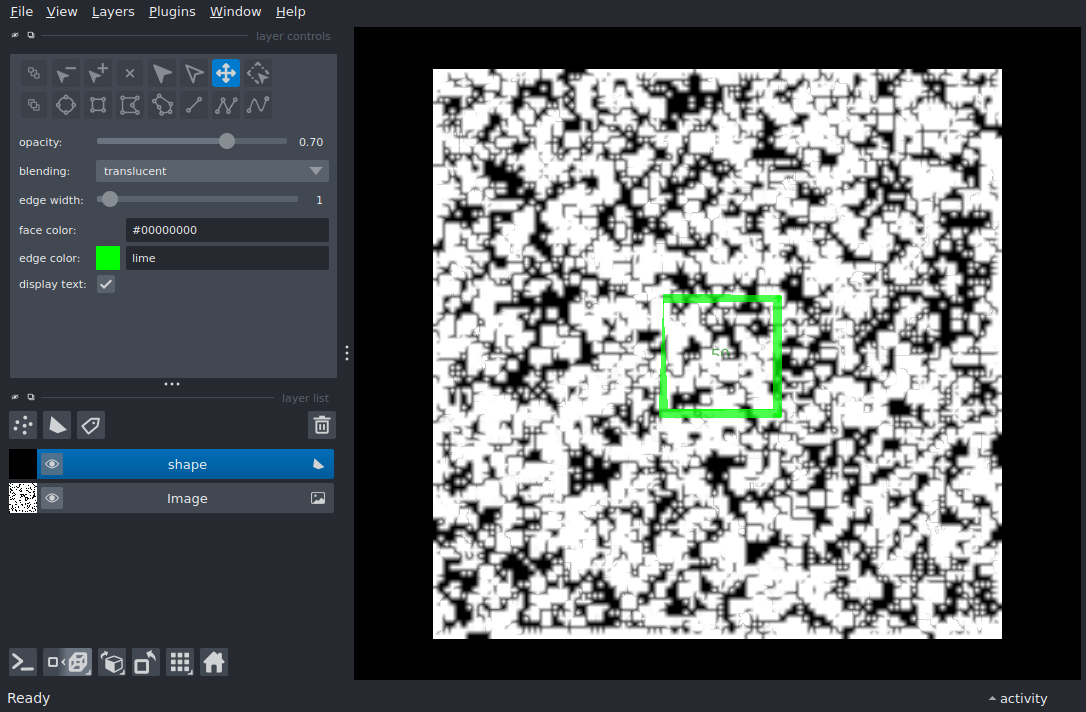 File View Layers Plugins Window Help
layer controls
opacity: 0.70
blending: translucent
edge width: 1
face color: #00000000
edge color: lime
display text:
50
layer list
shape
Image
Ready
activity